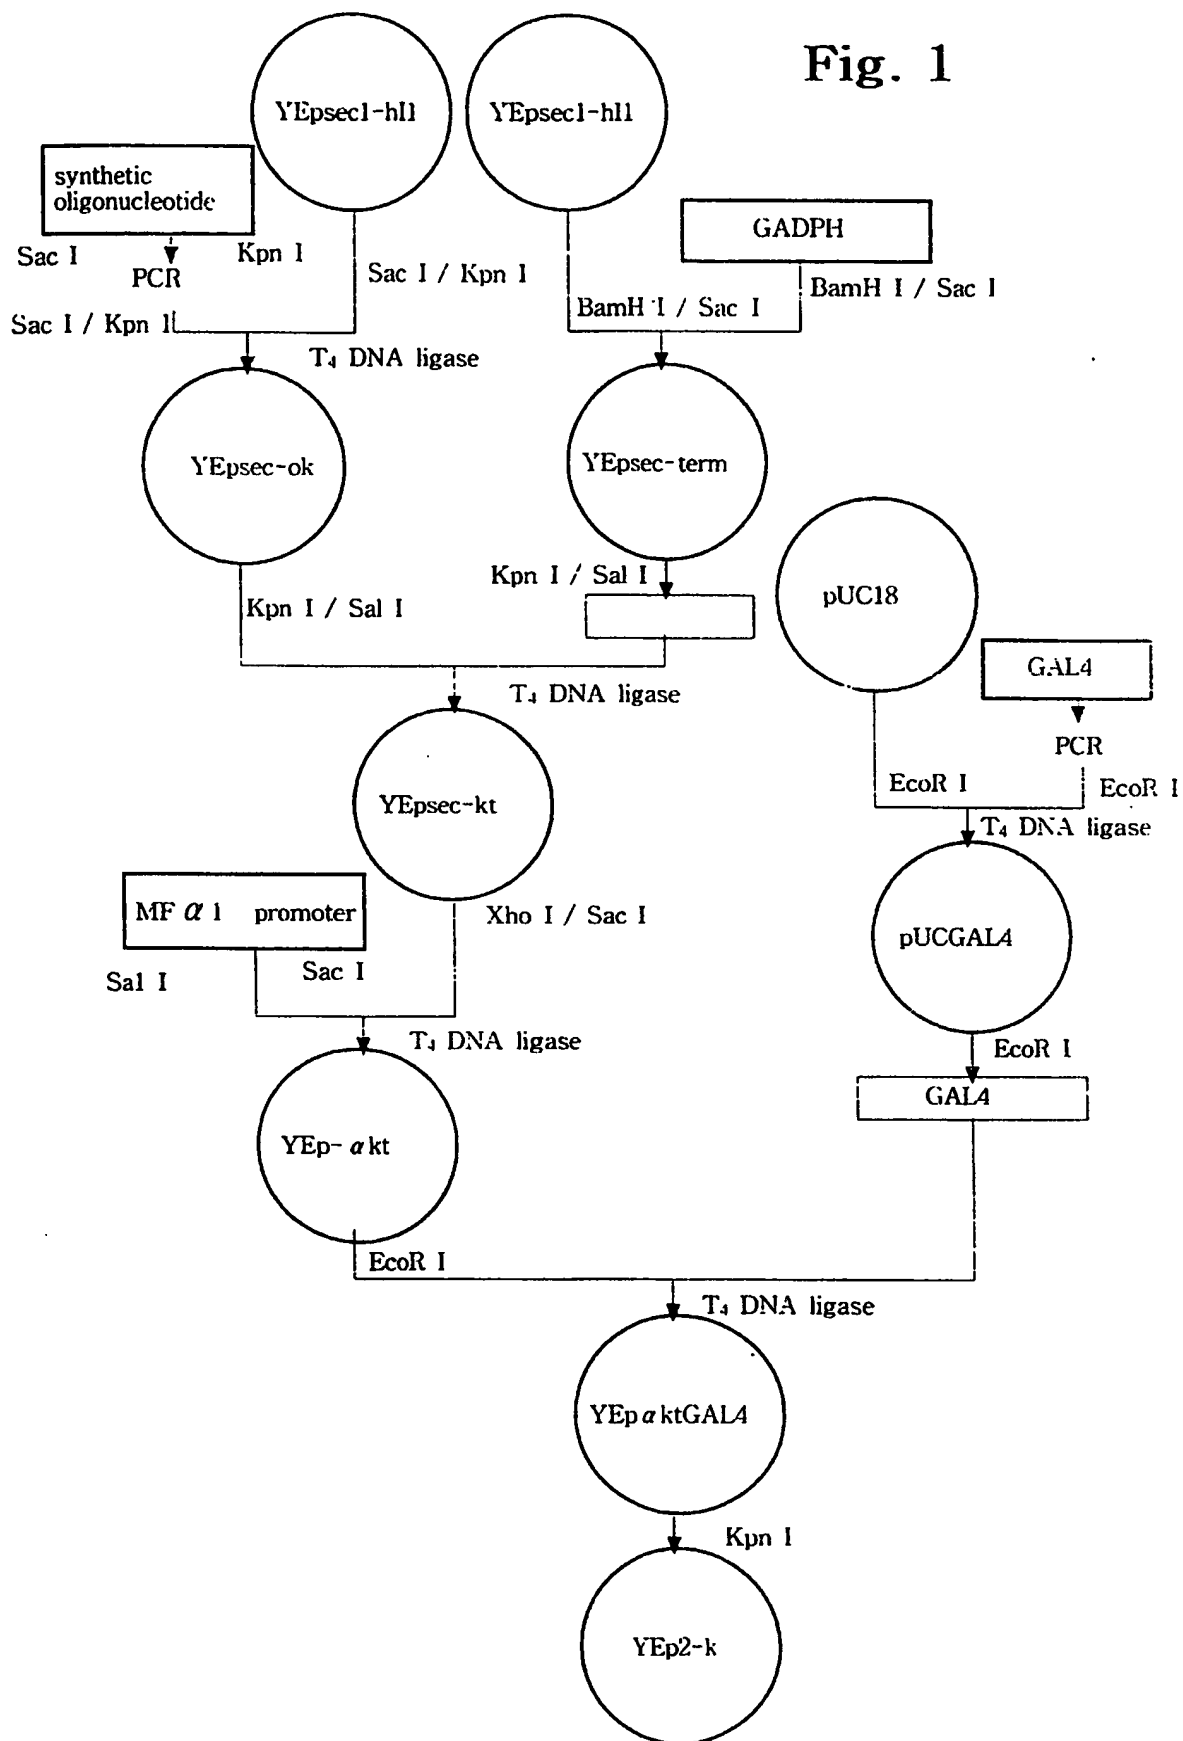 Fig. 1
YEpsec1-hI1
YEpsec1-hI1
synthetic
oligonucleotide
GADPH
Sac I
Kpn I
PCR
Sac I / Kpn I
BamH I / Sac I
BamH I / Sac I
Sac I / Kpn I
T4 DNA ligase
YEpsec-ok
YEpsec-term
Kpn I / Sal I
pUC18
Kpn I / Sal I
GAL4
T4 DNA ligase
PCR
EcoR I
EcoR I
YEpsec-kt
T4 DNA ligase
MF α 1 promoter
Xho I / Sac I
pUCGAL4
Sal I
Sac I
T4 DNA ligase
EcoR I
GAL4
YEp-αkt
EcoR I
T4 DNA ligase
YEpαktGAL4
Kpn I
YEp2-k